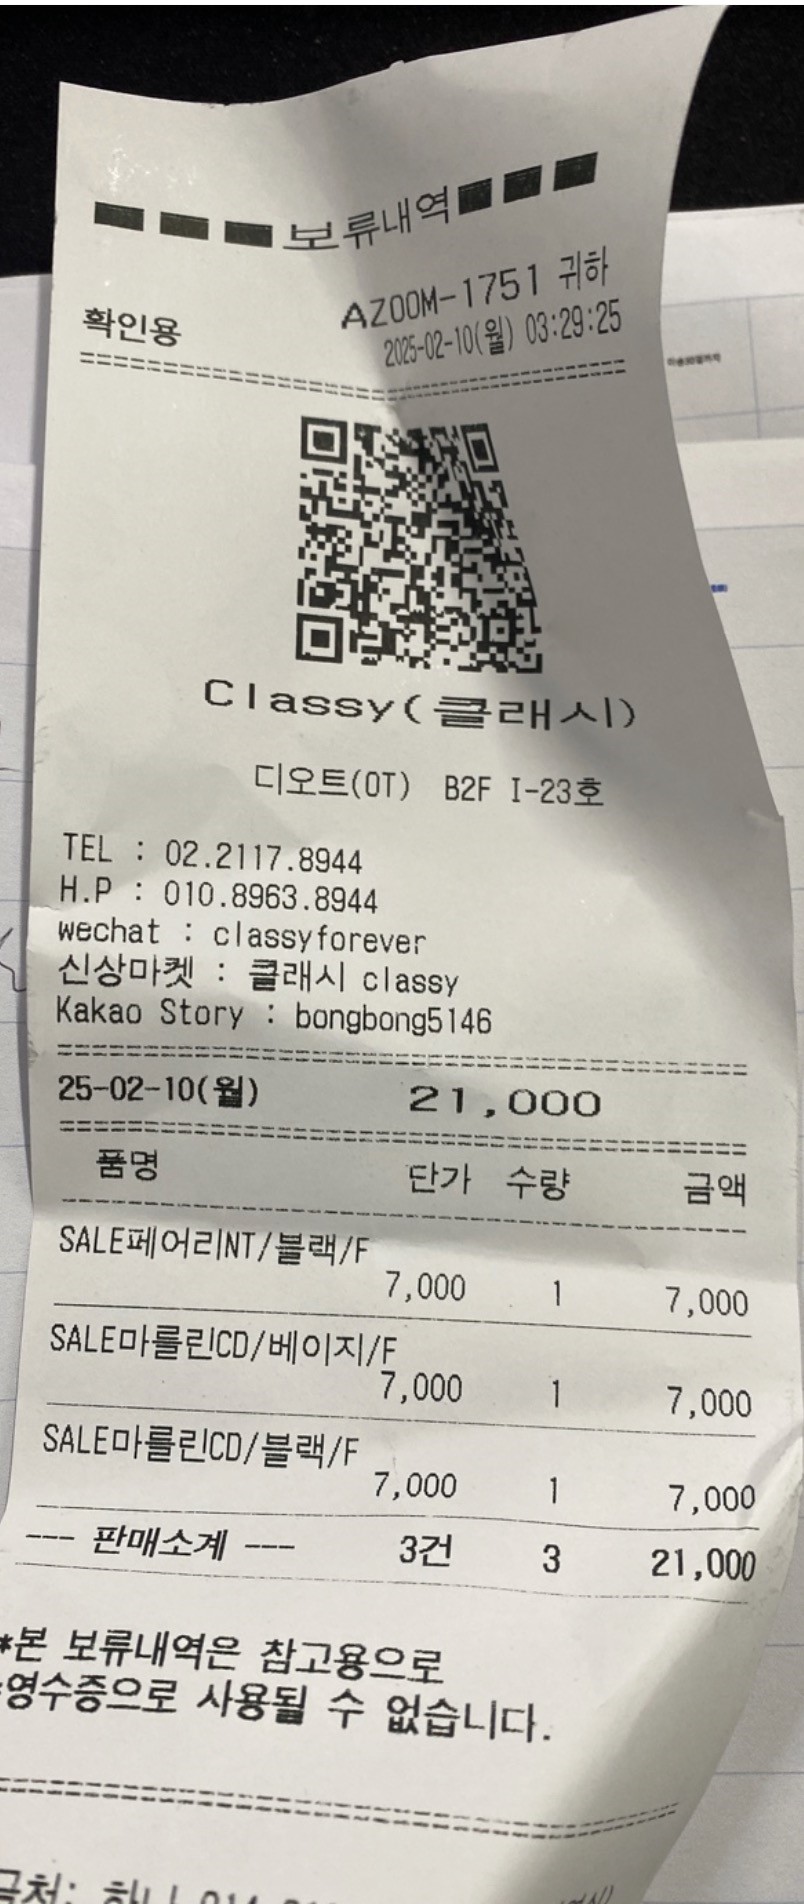 보류내역
AZOOM-1751 귀하
확인용
2025-02-10(월) 03:29:25
Classy(클래시)
디오트(OT) B2F I-23호
TEL : 02.2117.8944
H.P : 010.8963.8944
wechat : classyforever
신상마켓 : 클래시 classy
Kakao Story : bongbong5146
25-02-10(월) 21,000
품명 단가 수량 금액
SALE페어리NT/블랙/F
7,000 1 7,000
SALE마를린CD/베이지/F
7,000 1 7,000
SALE마를린CD/블랙/F
7,000 1 7,000
--- 판매소계 --- 3건 3 21,000
*본 보류내역은 참고용으로
*영수증으로 사용될 수 없습니다.